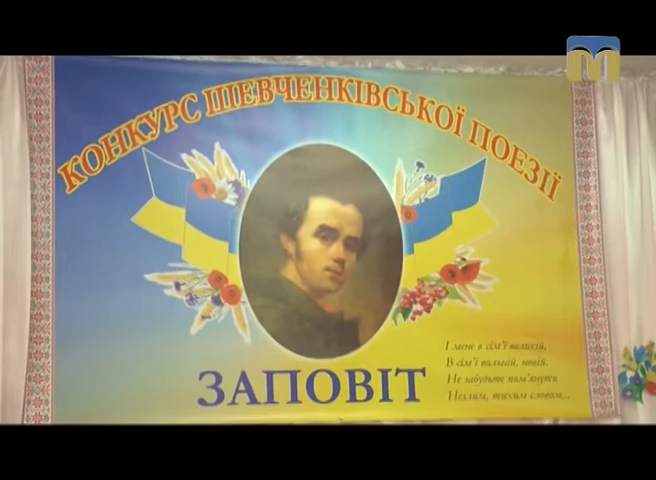 КОНКУРС ШЕВЧЕНКІВСЬКОЇ ПОЕЗІЇ
ЗАПОВІТ
І мене в сім'ї великій,
В сім'ї вольній, новій,
Не забудьте пом'янути
Незлим, тихим словом...